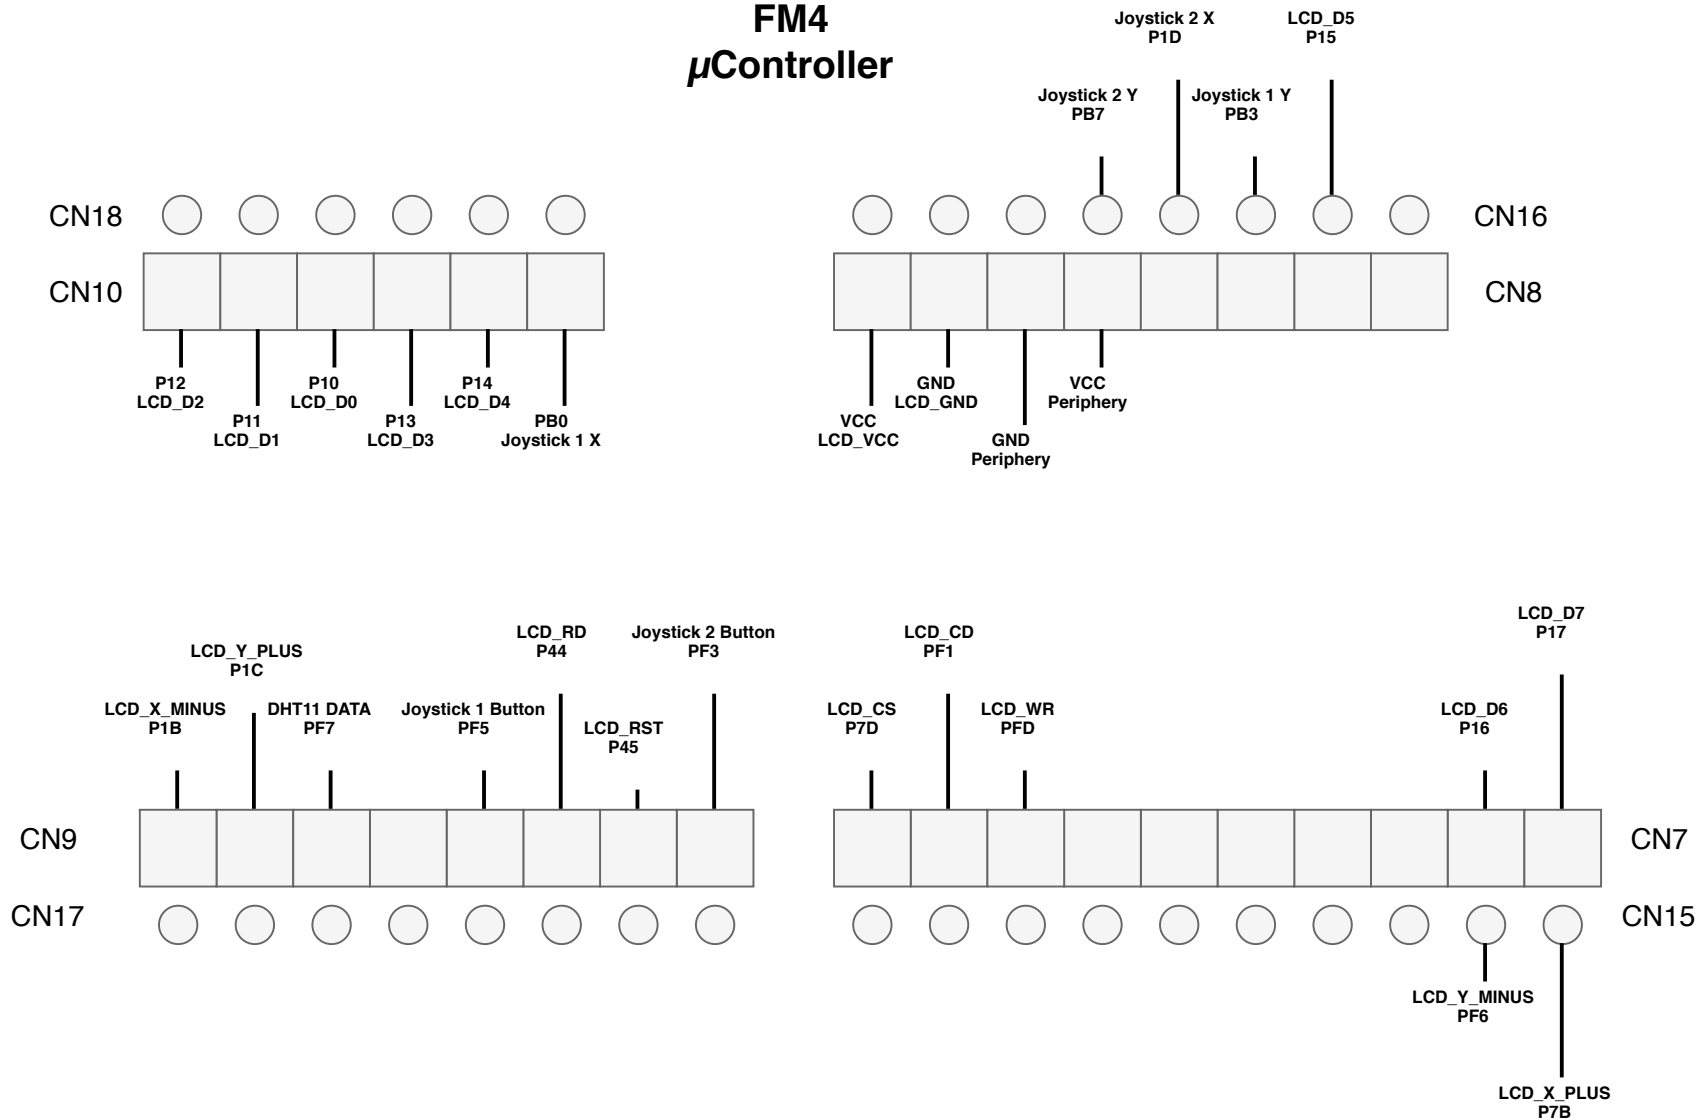 FM4
µController
Joystick 2 X
P1D
LCD_D5
P15
Joystick 2 Y
PB7
Joystick 1 Y
PB3
CN18
CN16
CN10
CN8
P12
LCD_D2
P11
LCD_D1
P10
LCD_D0
P13
LCD_D3
P14
LCD_D4
PB0
Joystick 1 X
VCC
LCD_VCC
GND
LCD_GND
GND
Periphery
VCC
Periphery
LCD_X_MINUS
P1B
LCD_Y_PLUS
P1C
DHT11 DATA
PF7
Joystick 1 Button
PF5
LCD_RD
P44
LCD_RST
P45
Joystick 2 Button
PF3
LCD_CS
P7D
LCD_CD
PF1
LCD_WR
PFD
LCD_D6
P16
LCD_D7
P17
CN9
CN7
CN17
CN15
LCD_Y_MINUS
PF6
LCD_X_PLUS
P7B